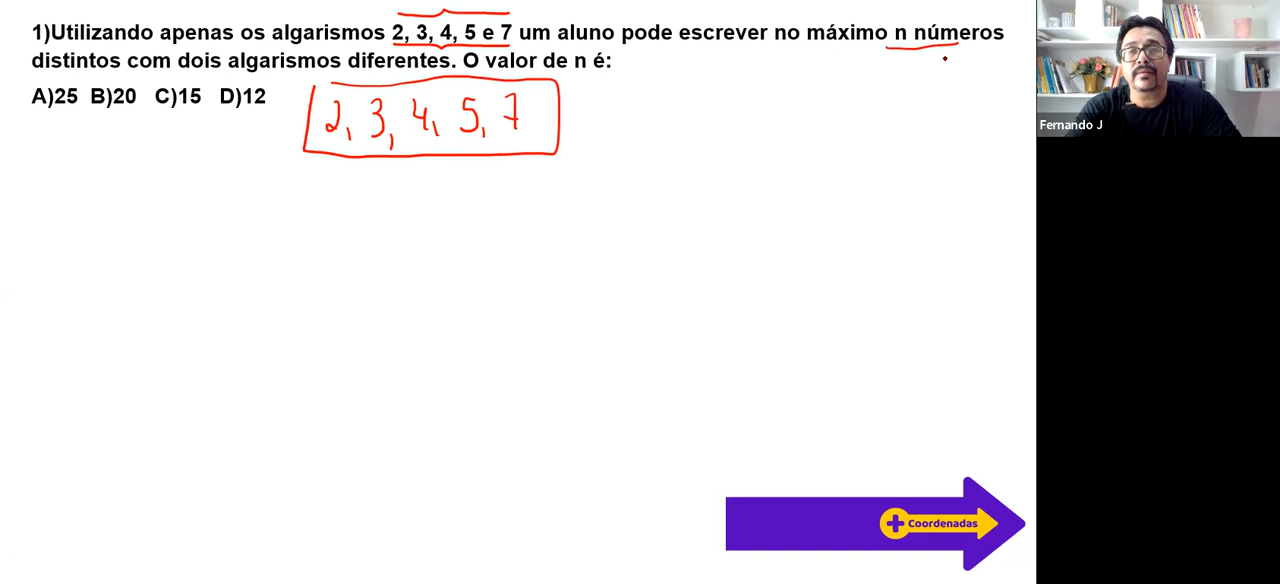 1)Utilizando apenas os algarismos 2, 3, 4, 5 e 7 um aluno pode escrever no máximo n números
distintos com dois algarismos diferentes. O valor de n é:
A)25 B)20 C)15 D)12
2, 3, 4, 5, 7
Fernando J
+ Coordenadas